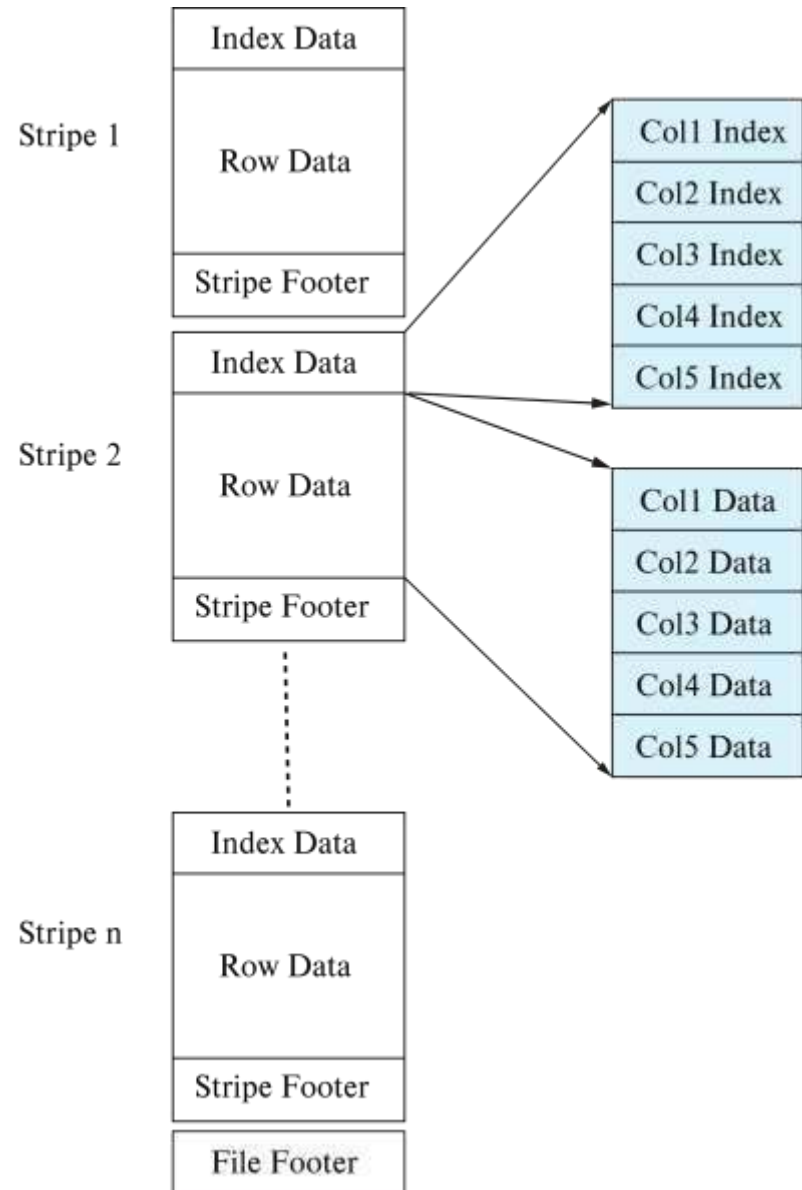 Index Data
Stripe 1
Row Data
Stripe Footer
Index Data
Stripe 2
Row Data
Stripe Footer
Col1 Index
Col2 Index
Col3 Index
Col4 Index
Col5 Index
Col1 Data
Col2 Data
Col3 Data
Col4 Data
Col5 Data
Index Data
Stripe n
Row Data
Stripe Footer
File Footer